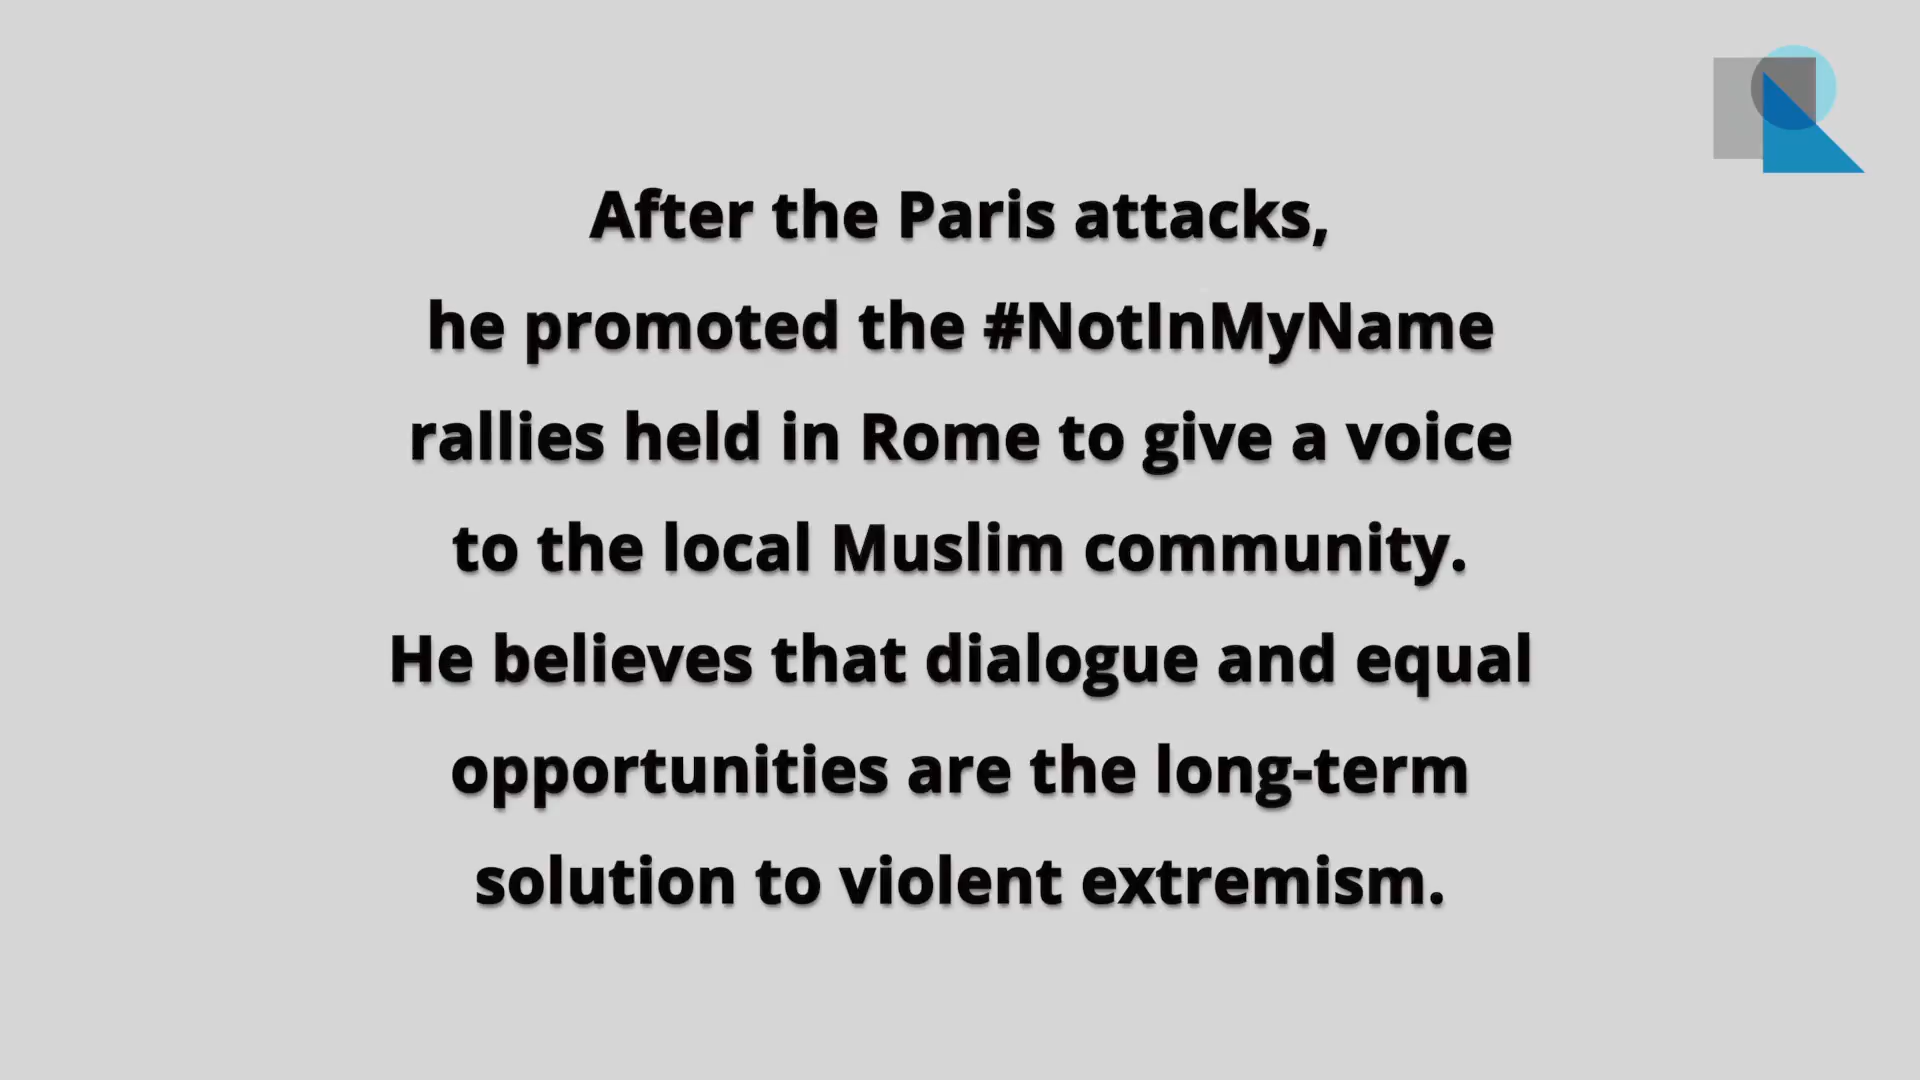 After the Paris attacks,
he promoted the #NotInMyName
rallies held in Rome to give a voice
to the local Muslim community.
He believes that dialogue and equal
opportunities are the long-term
solution to violent extremism.